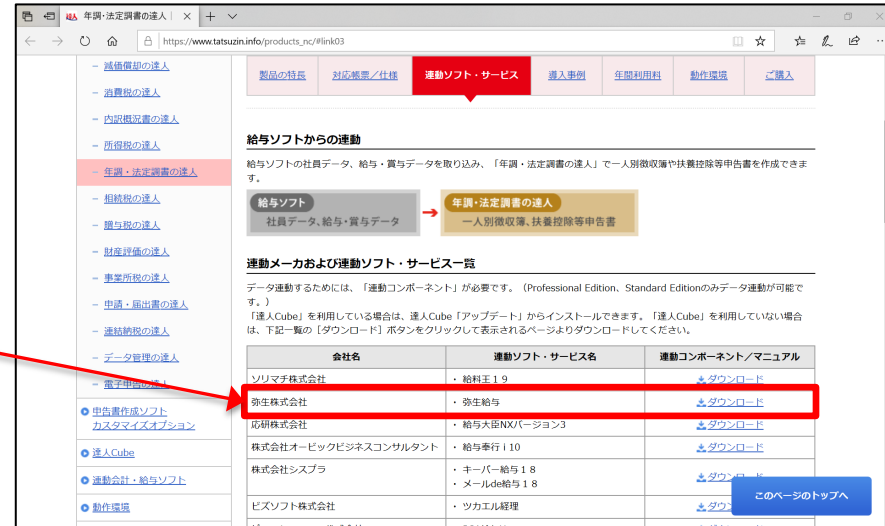 年調・法定調書の達人｜
https://www.tatsuzin.info/products_nc/#link03
－ 減価償却の達人
－ 消費税の達人
－ 内訳概況書の達人
－ 所得税の達人
－ 年調・法定調書の達人
－ 相続税の達人
－ 贈与税の達人
－ 財産評価の達人
－ 事業所税の達人
－ 申請・届出書の達人
－ 連結納税の達人
－ データ管理の達人
－ 電子申告の達人
申告書作成ソフト
カスタマイズオプション
達人Cube
連動会計・給与ソフト
動作環境
製品の特長 対応帳票／仕様 連動ソフト・サービス 導入事例 年間利用料 動作環境 ご購入
給与ソフトからの連動
給与ソフトの社員データ、給与・賞与データを取り込み、「年調・法定調書の達人」で一人別徴収簿や扶養控除等申告書を作成できま
す。
給与ソフト
社員データ、給与・賞与データ
年調・法定調書の達人
一人別徴収簿、扶養控除等申告書
連動メーカおよび連動ソフト・サービス一覧
データ連動するためには、「連動コンポーネント」が必要です。（Professional Edition、Standard Editionのみデータ連動が可能で
す。）
「達人Cube」を利用している場合は、達人Cube「アップデート」からインストールできます。「達人Cube」を利用していない場合
は、下記一覧の［ダウンロード］ボタンをクリックして表示されるページよりダウンロードしてください。
会社名 連動ソフト・サービス名 連動コンポーネント／マニュアル
ソリマチ株式会社 ・ 給料王１９ ダウンロード
弥生株式会社 ・ 弥生給与 ダウンロード
応研株式会社 ・ 給与大臣NXバージョン3 ダウンロード
株式会社オービックビジネスコンサルタント ・ 給与奉行 i 10 ダウンロード
株式会社シスプラ ・ キーパー給与１８ ダウンロード
・ メールde給与１８
ビズソフト株式会社 ・ ツカエル経理
このページのトップへ